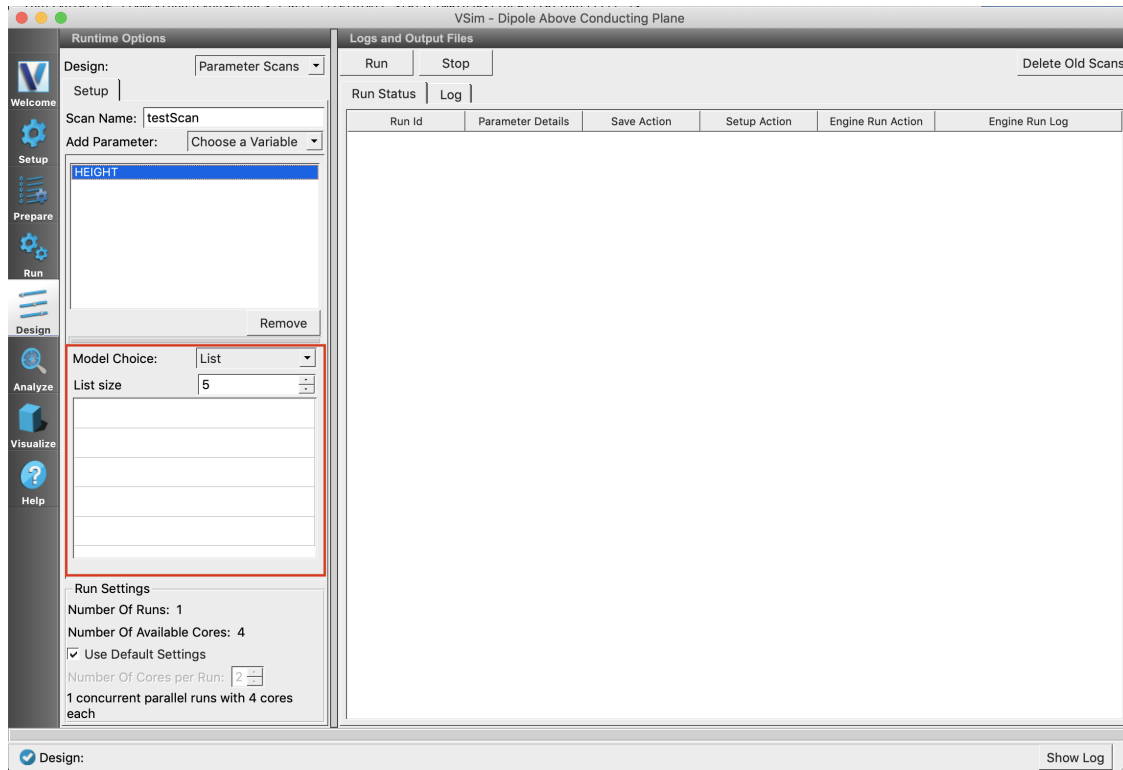 VSim - Dipole Above Conducting Plane
Welcome
Setup
Prepare
Run
Design
Analyze
Visualize
Help
Runtime Options
Design: Parameter Scans
Setup
Scan Name: testScan
Add Parameter: Choose a Variable
HEIGHT
Remove
Model Choice: List
List size 5
Run Settings
Number Of Runs: 1
Number Of Available Cores: 4
Use Default Settings
Number Of Cores per Run: 2
1 concurrent parallel runs with 4 cores
each
Logs and Output Files
Run Stop Delete Old Scans
Run Status Log
Run Id Parameter Details Save Action Setup Action Engine Run Action Engine Run Log
Design: Show Log